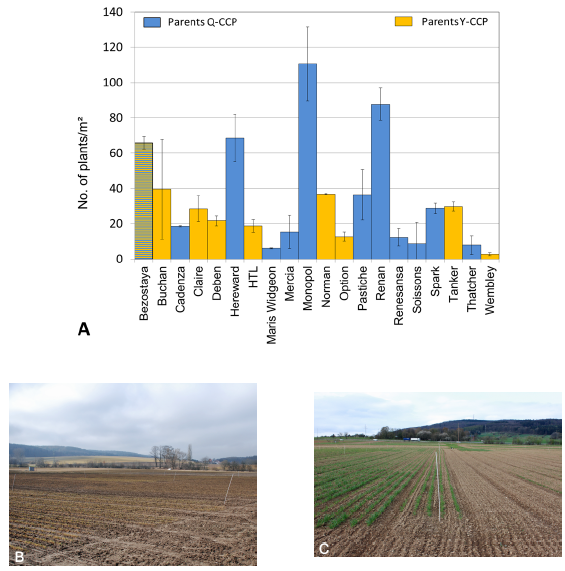 Parents Q-CCP
Parents Y-CCP
No. of plants/m²
140
120
100
80
60
40
20
0
Bezostaya
Buchan
Cadenza
Claire
Deben
Hereward
HTL
Maris Widgeon
Mercia
Monopol
Norman
Option
Pastiche
Renan
Renesansa
Soissons
Spark
Tanker
Thatcher
Wembley
A
B
C